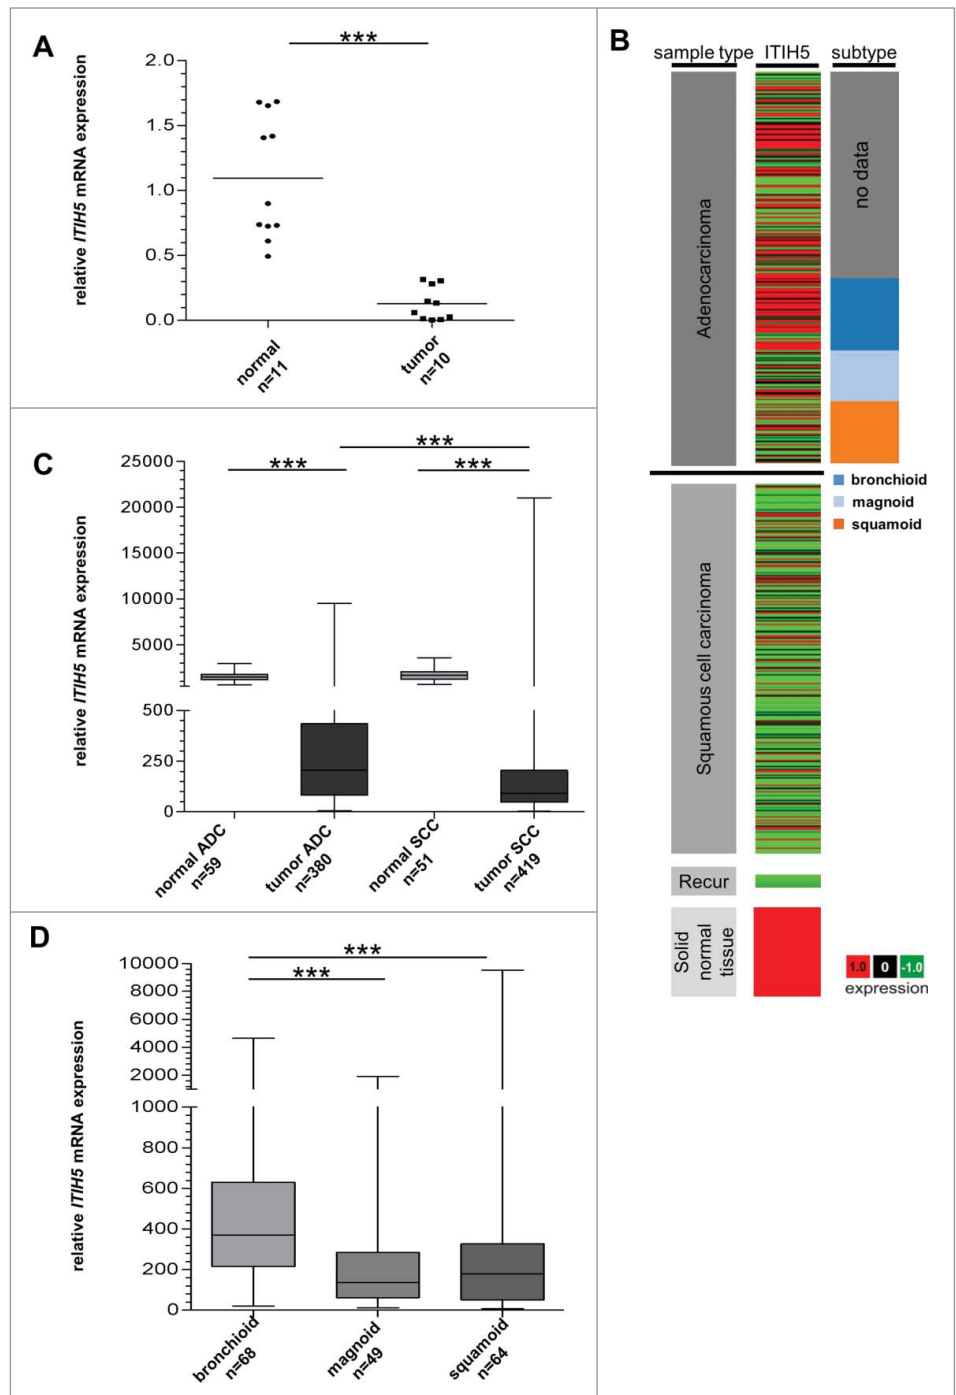 A
***
relative ITIH5 mRNA expression
2.0
1.5
1.0
0.5
0.0
normal
n=11
tumor
n=10
B
sample type ITIH5 subtype
Adenocarcinoma
no data
bronchioid
magnoid
squamoid
Squamous cell carcinoma
Recur
Solid
normal
tissue
1.0 0 -1.0
expression
C
***
*** ***
relative ITIH5 mRNA expression
25000
20000
15000
10000
5000
500
250
0
normal ADC
n=59
tumor ADC
n=380
normal SCC
n=51
tumor SCC
n=419
D
***
***
relative ITIH5 mRNA expression
10000
8000
6000
4000
2000
1000
800
600
400
200
0
bronchioid
n=68
magnoid
n=49
squamoid
n=64